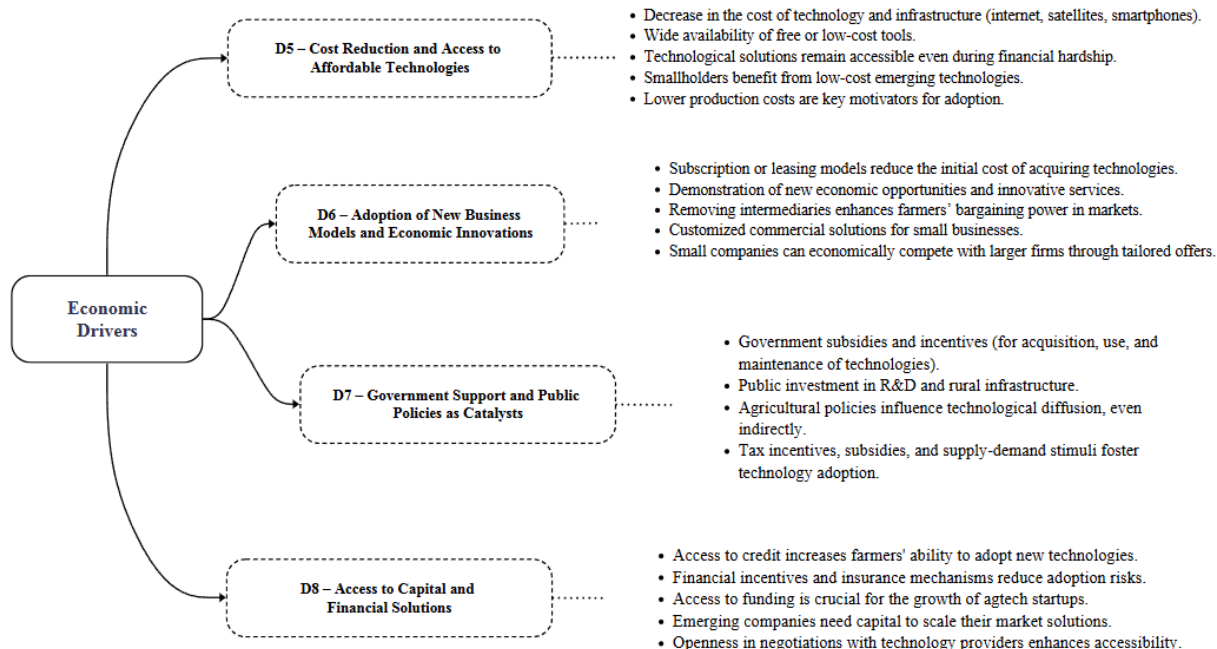 Economic
Drivers
D5 – Cost Reduction and Access to
Affordable Technologies
• Decrease in the cost of technology and infrastructure (internet, satellites, smartphones).
• Wide availability of free or low-cost tools.
• Technological solutions remain accessible even during financial hardship.
• Smallholders benefit from low-cost emerging technologies.
• Lower production costs are key motivators for adoption.
D6 – Adoption of New Business
Models and Economic Innovations
• Subscription or leasing models reduce the initial cost of acquiring technologies.
• Demonstration of new economic opportunities and innovative services.
• Removing intermediaries enhances farmers’ bargaining power in markets.
• Customized commercial solutions for small businesses.
• Small companies can economically compete with larger firms through tailored offers.
D7 – Government Support and Public
Policies as Catalysts
• Government subsidies and incentives (for acquisition, use, and
maintenance of technologies).
• Public investment in R&D and rural infrastructure.
• Agricultural policies influence technological diffusion, even
indirectly.
• Tax incentives, subsidies, and supply-demand stimuli foster
technology adoption.
D8 – Access to Capital and
Financial Solutions
• Access to credit increases farmers' ability to adopt new technologies.
• Financial incentives and insurance mechanisms reduce adoption risks.
• Access to funding is crucial for the growth of agtech startups.
• Emerging companies need capital to scale their market solutions.
• Openness in negotiations with technology providers enhances accessibility.